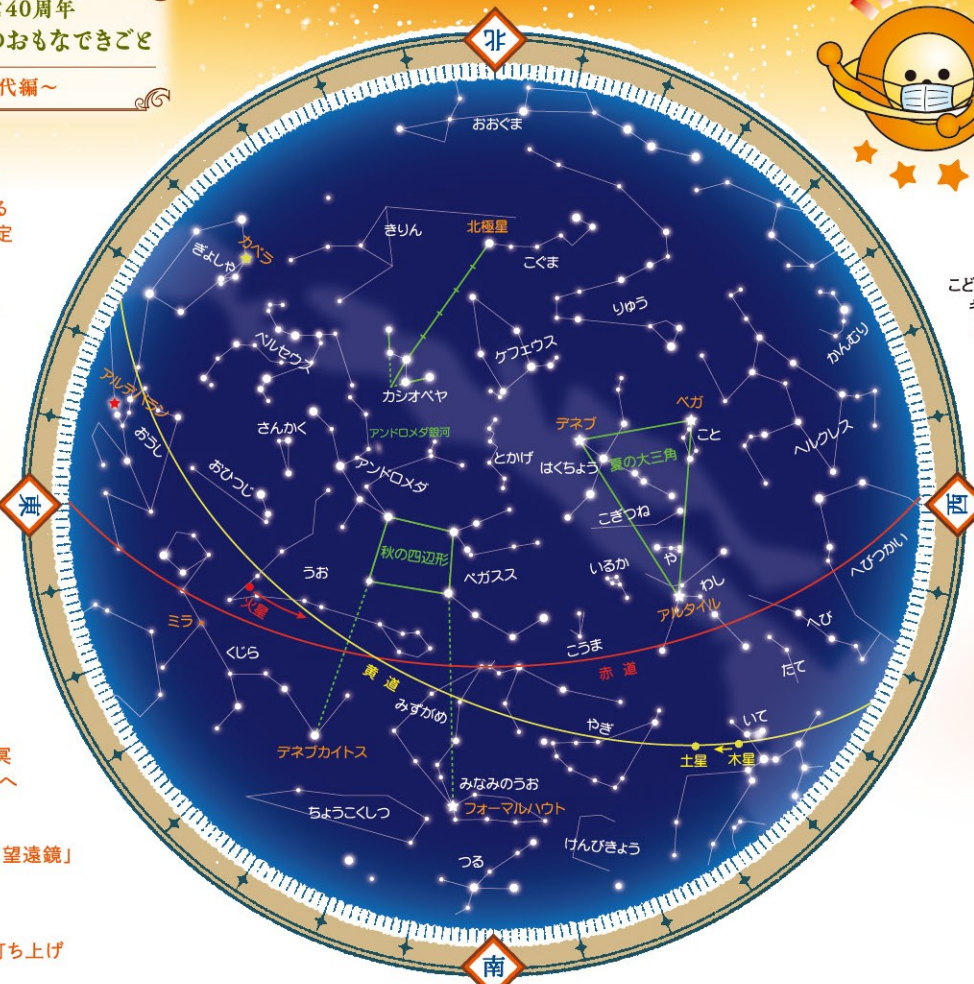 40周年
のおもなできごと
代編～
る
定
冥
へ
望遠鏡」
打ち上げ
こど
北
おおぐま
きりん
北極星
こぐま
カペラ
ぎょしゃ
りゅう
ペルセウス
ケフェウス
かんむり
アルデバラン
カシオペヤ
おうし
さんかく
アンドロメダ銀河
デネブ
ベガ
こと
ヘルクレス
おひつじ
アンドロメダ
とかげ
はくちょう
夏の大三角
東
西
こぎつね
秋の四辺形
うお
ペガスス
いるか
や
わし
へびつかい
火星
アルタイル
ミラ
へび
こうま
くじら
黄道
赤道
たて
みずがめ
やぎ
いて
デネブカイトス
土星
木星
みなみのうお
フォーマルハウト
ちょうこくしつ
けんびきょう
つる
南